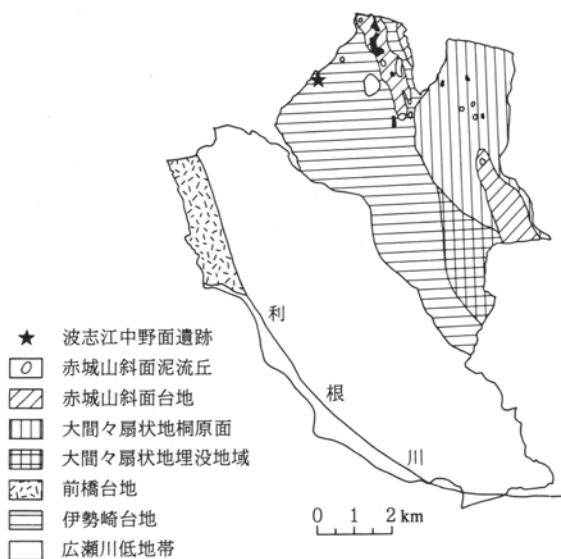 利
根
川
★ 波志江中野面遺跡
赤城山斜面泥流丘
赤城山斜面台地
大間々扇状地桐原面
大間々扇状地埋没地域
前橋台地
伊勢崎台地
広瀬川低地帯
0 1 2 km